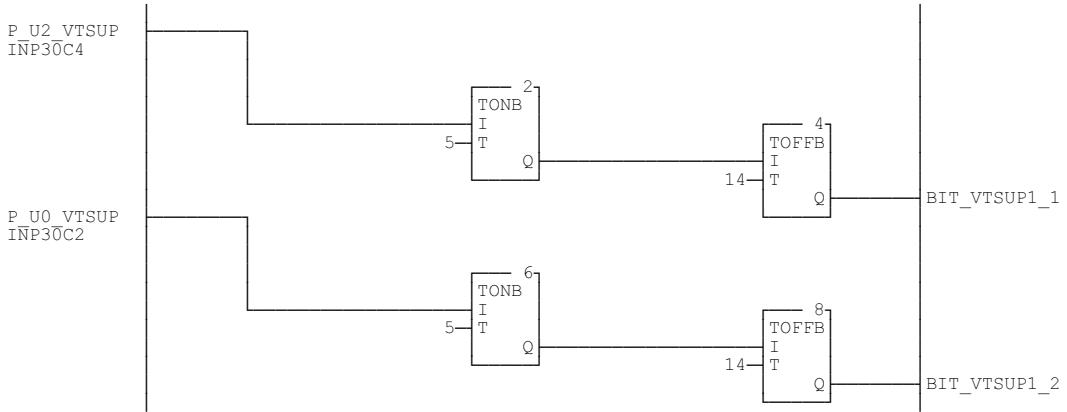 P_U2_VTSUP
INP30C4
2
TONB
I
5 T
Q
4
TOFFB
I
14 T
Q
BIT_VTSUP1_1
P_U0_VTSUP
INP30C2
6
TONB
I
5 T
Q
8
TOFFB
I
14 T
Q
BIT_VTSUP1_2